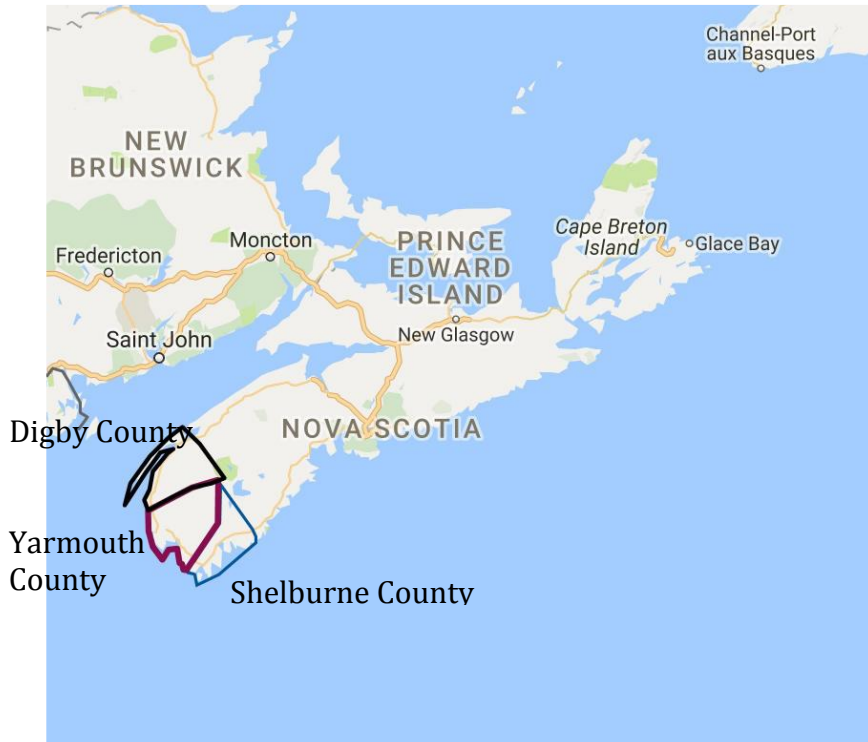 Channel-Port
aux Basques
NEW
BRUNSWICK
Cape Breton
Island
Glace Bay
Moncton
PRINCE
EDWARD
ISLAND
Fredericton
New Glasgow
Saint John
Digby County
NOVA SCOTIA
Yarmouth
County
Shelburne County